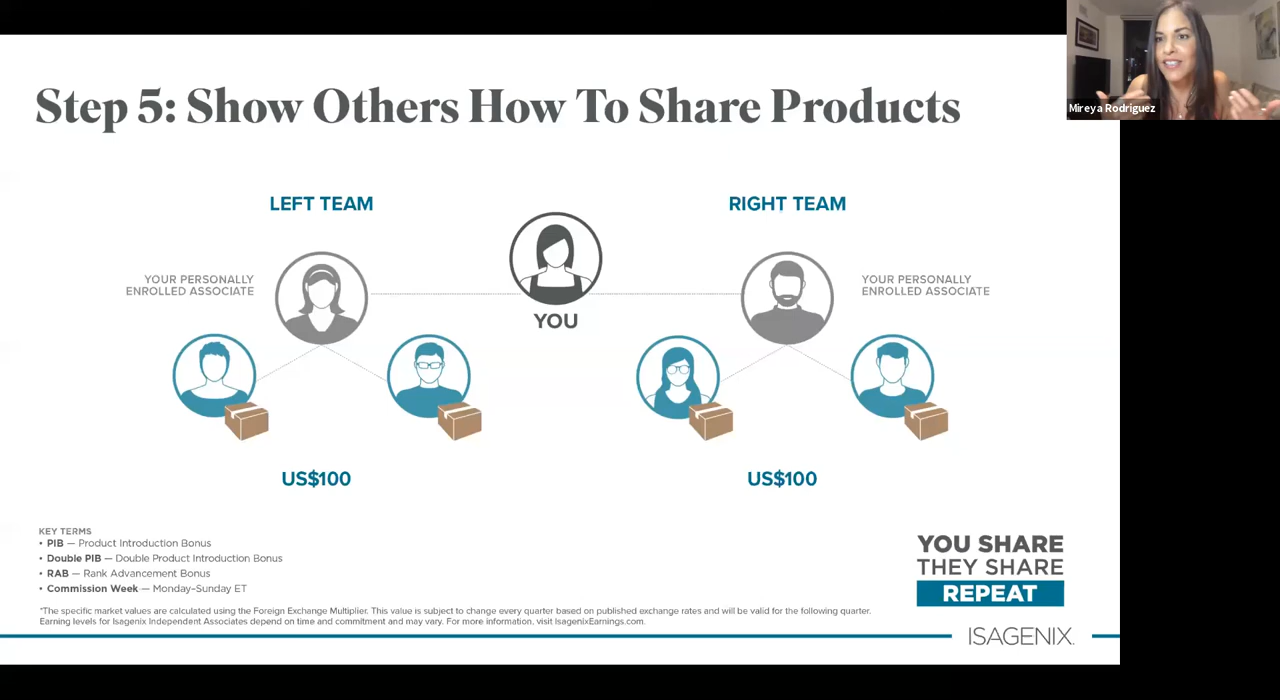 Mireya Rodríguez
Step 5: Show Others How To Share Products
LEFT TEAM
RIGHT TEAM
YOUR PERSONALLY
ENROLLED ASSOCIATE
YOU
YOUR PERSONALLY
ENROLLED ASSOCIATE
US$100
US$100
KEY TERMS
• PIB — Product Introduction Bonus
• Double PIB — Double Product Introduction Bonus
• RAB — Rank Advancement Bonus
• Commission Week — Monday–Sunday ET
YOU SHARE
THEY SHARE
REPEAT
*The specific market values are calculated using the Foreign Exchange Multiplier. This value is subject to change every quarter based on published exchange rates and will be valid for the following quarter.
Earning levels for Isagenix Independent Associates depend on time and commitment and may vary. For more information, visit IsagenixEarnings.com.
ISAGENIX.